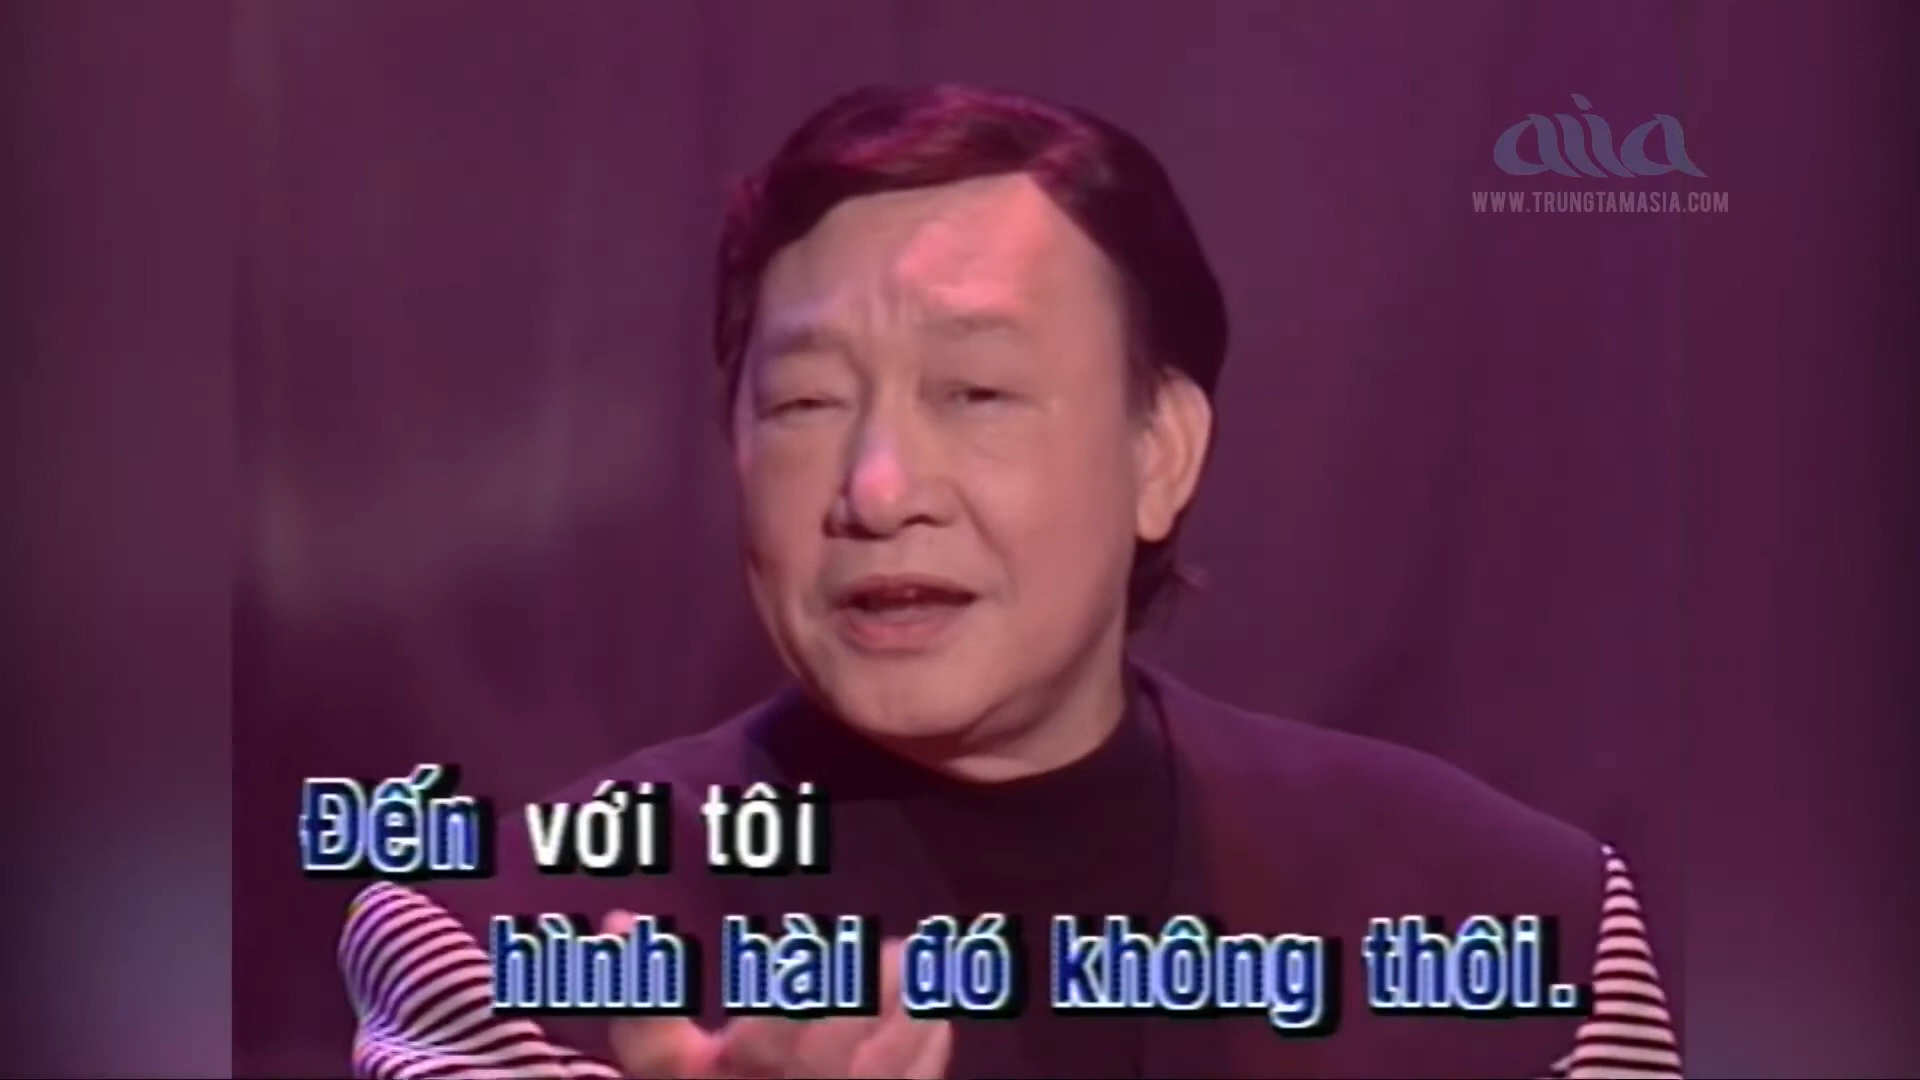 asia
WWW.TRUNGTAMASIA.COM
Đến với tôi
hình hài đó không thôi.